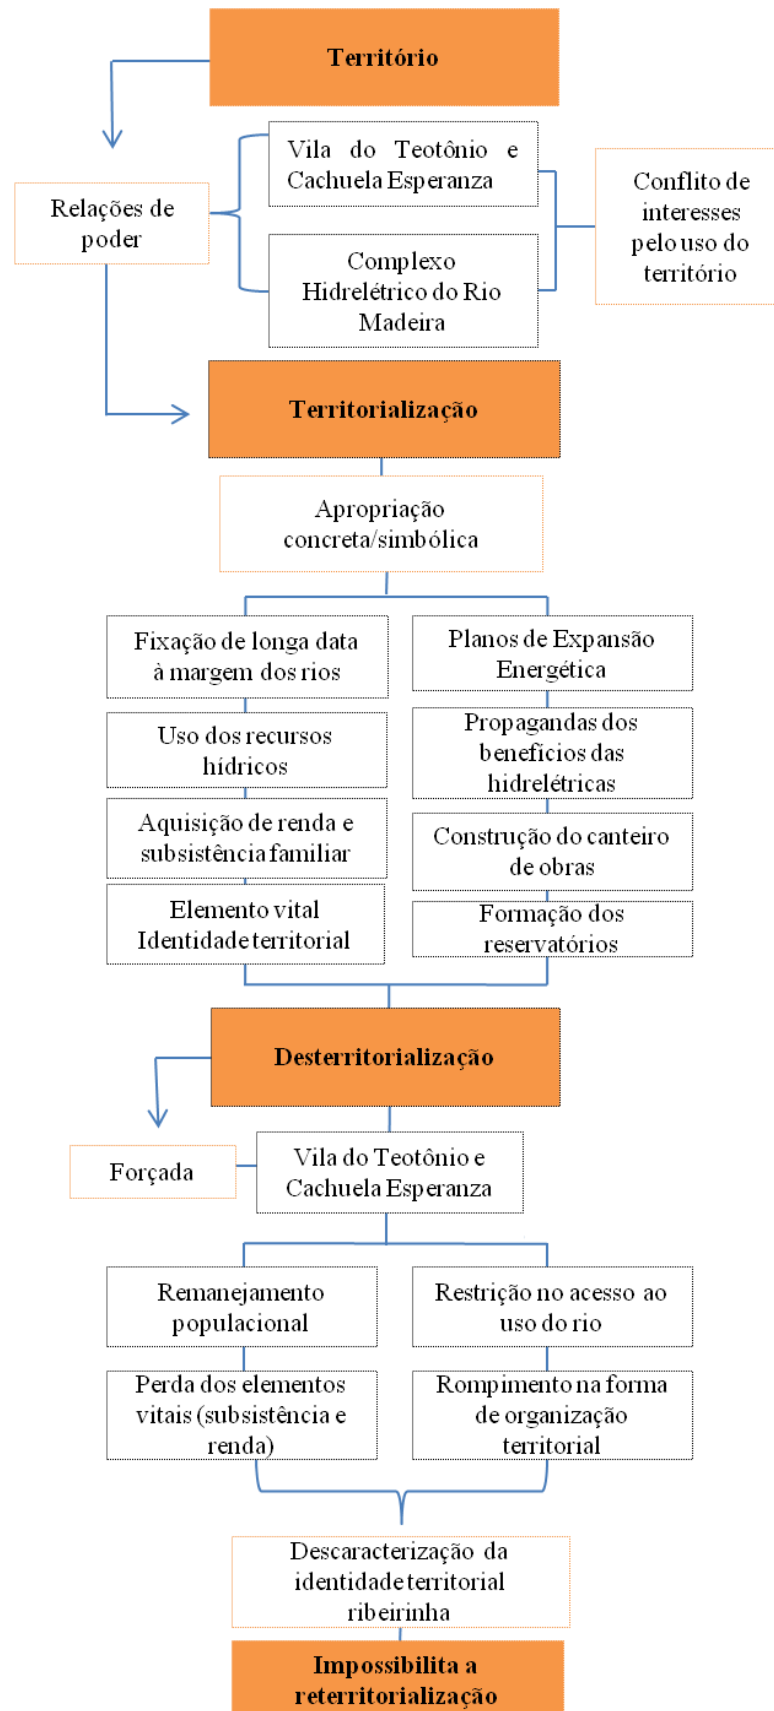 Território
Vila do Teotônio e
Cachuela Esperanza
Relações de
poder
Conflito de
interesses
pelo uso do
território
Complexo
Hidrelétrico do Rio
Madeira
Territorialização
Apropriação
concreta/simbólica
Fixação de longa data
à margem dos rios
Uso dos recursos
hídricos
Aquisição de renda e
subsistência familiar
Elemento vital
Identidade territorial
Planos de Expansão
Energética
Propagandas dos
benefícios das
hidrelétricas
Construção do canteiro
de obras
Formação dos
reservatórios
Desterritorialização
Forçada
Vila do Teotônio e
Cachuela Esperanza
Remanejamento
populacional
Perda dos elementos
vitais (subsistência e
renda)
Restrição no acesso ao
uso do rio
Rompimento na forma
de organização
territorial
Descaracterização da
identidade territorial
ribeirinha
Impossibilita a
reterritorialização